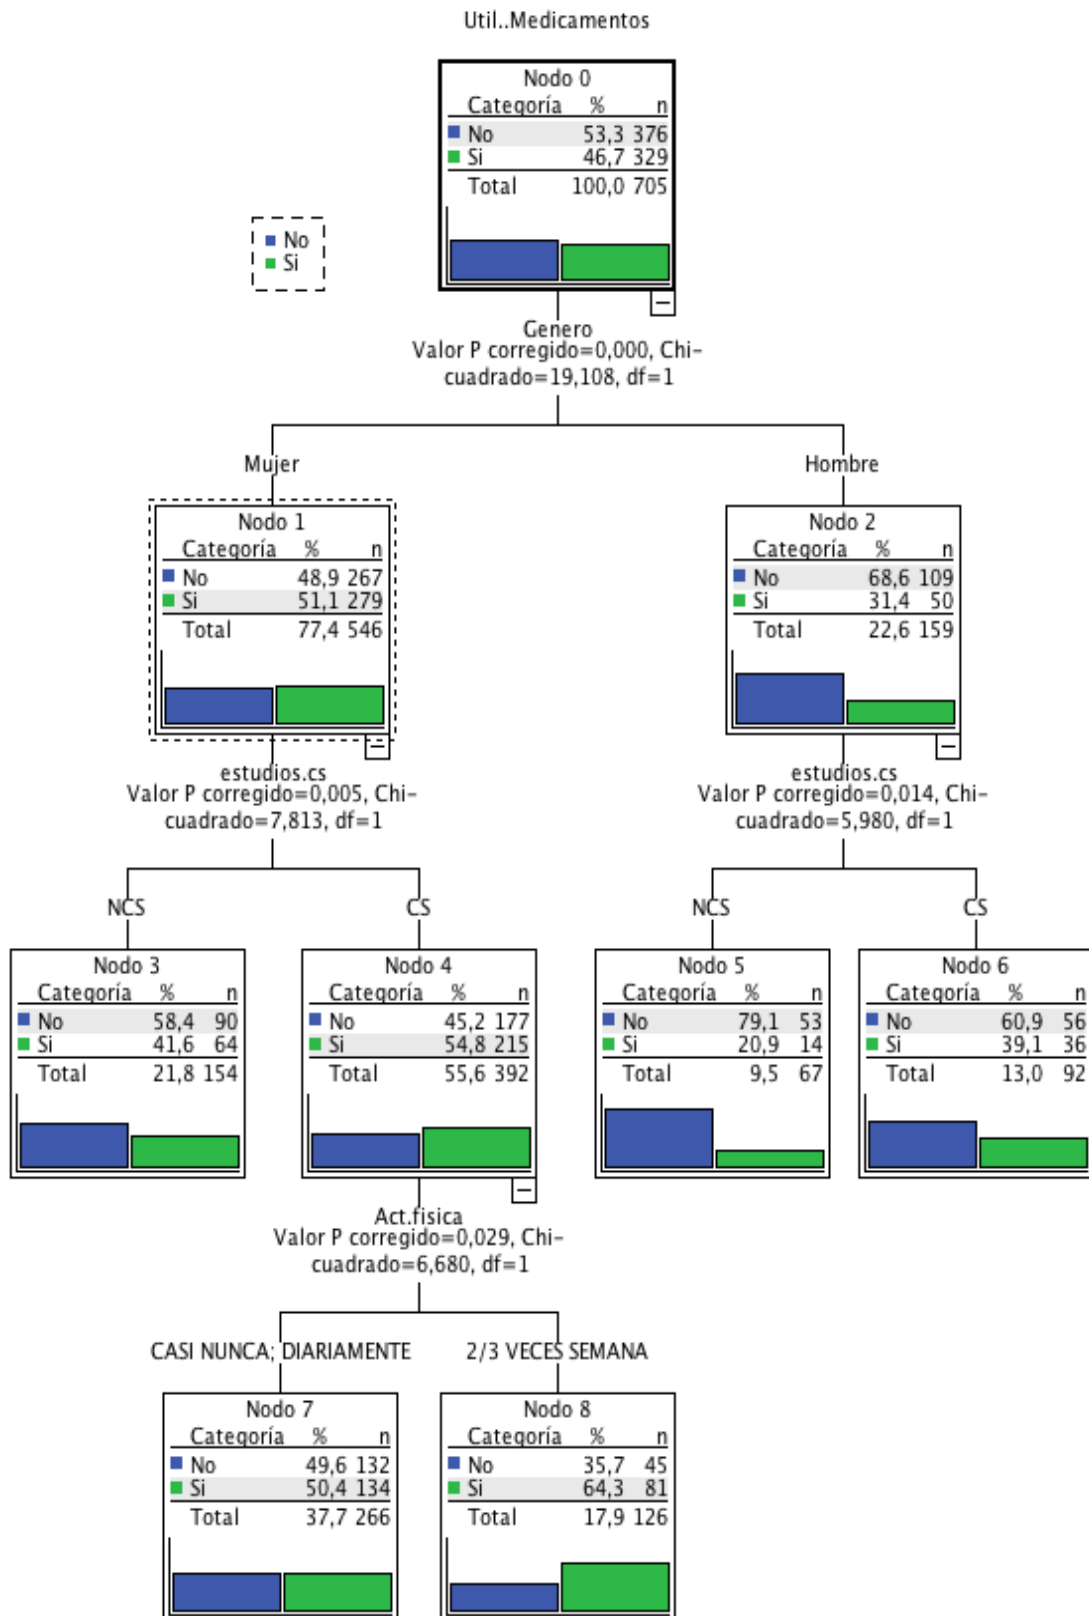 Util..Medicamentos
Nodo 0
Categoría % n
No 53,3 376
Si 46,7 329
Total 100,0 705
No
Si
Genero
Valor P corregido=0,000, Chi-
cuadrado=19,108, df=1
Mujer
Hombre
Nodo 1
Categoría % n
No 48,9 267
Si 51,1 279
Total 77,4 546
Nodo 2
Categoría % n
No 68,6 109
Si 31,4 50
Total 22,6 159
estudios.cs
Valor P corregido=0,005, Chi-
cuadrado=7,813, df=1
estudios.cs
Valor P corregido=0,014, Chi-
cuadrado=5,980, df=1
NCS
CS
NCS
CS
Nodo 3
Categoría % n
No 58,4 90
Si 41,6 64
Total 21,8 154
Nodo 4
Categoría % n
No 45,2 177
Si 54,8 215
Total 55,6 392
Nodo 5
Categoría % n
No 79,1 53
Si 20,9 14
Total 9,5 67
Nodo 6
Categoría % n
No 60,9 56
Si 39,1 36
Total 13,0 92
Act.fisica
Valor P corregido=0,029, Chi-
cuadrado=6,680, df=1
CASI NUNCA; DIARIAMENTE
2/3 VECES SEMANA
Nodo 7
Categoría % n
No 49,6 132
Si 50,4 134
Total 37,7 266
Nodo 8
Categoría % n
No 35,7 45
Si 64,3 81
Total 17,9 126